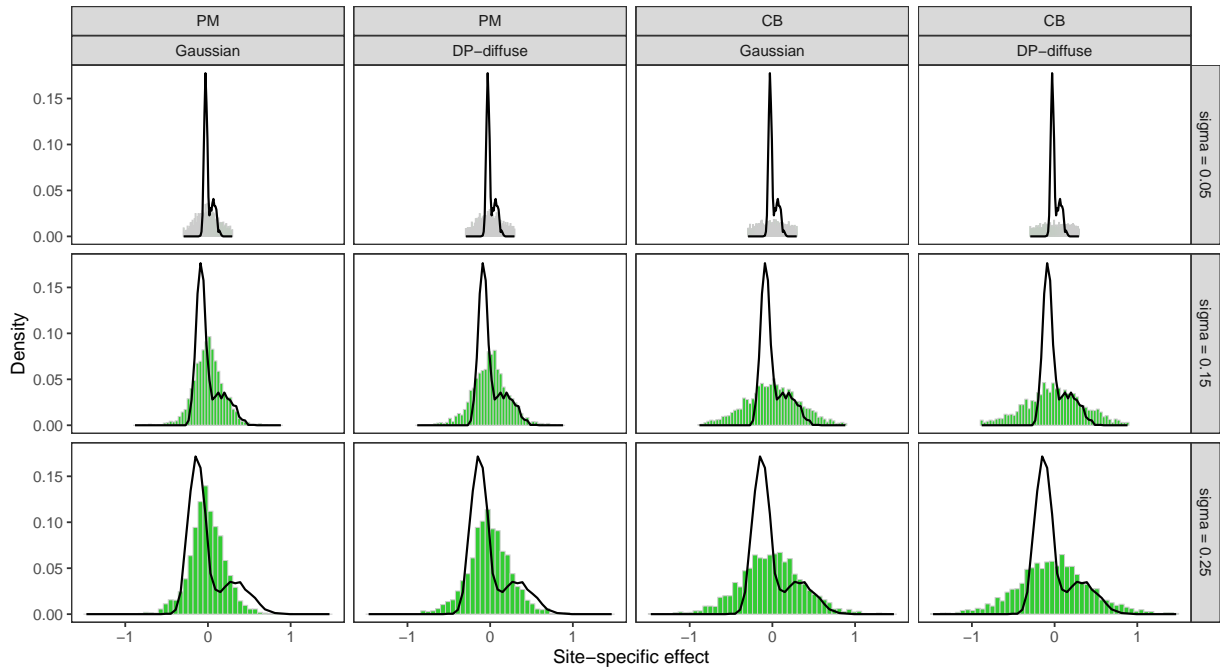 PM PM CB CB
Gaussian DP−diffuse Gaussian DP−diffuse
0.15
0.10
0.05
0.00
sigma = 0.05
0.15
0.10
0.05
0.00
sigma = 0.15
0.15
0.10
0.05
0.00
sigma = 0.25
Density
−1 0 1 −1 0 1 −1 0 1 −1 0 1
Site−specific effect